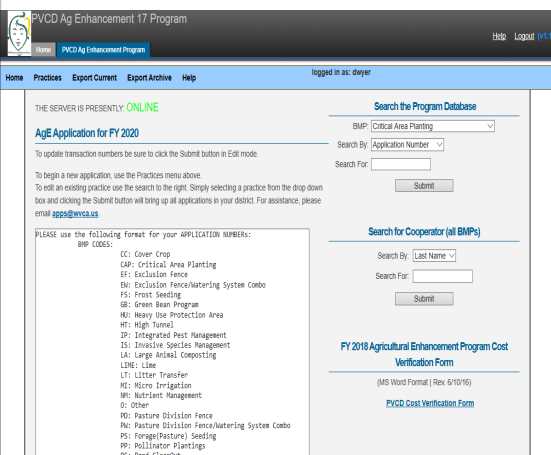 PVCD Ag Enhancement 17 Program
Help Logout (v1.
Home PVCD Ag Enhancement Program
Home Practices Export Current Export Archive Help
logged in as: dwyer
THE SERVER IS PRESENTLY: ONLINE
AgE Application for FY 2020
To update transaction numbers be sure to click the Submit button in Edit mode.
To begin a new application, use the Practices menu above.
To edit an existing practice use the search to the right. Simply selecting a practice from the drop down
box and clicking the Submit button will bring up all applications in your district. For assistance, please
email apps@wvca.us.
PLEASE use the following format for your APPLICATION NUMBERs:
BMP CODES:
CC: Cover Crop
CAP: Critical Area Planting
EF: Exclusion Fence
EW: Exclusion Fence/Watering System Combo
FS: Frost Seeding
GB: Green Bean Program
HU: Heavy Use Protection Area
HT: High Tunnel
IP: Integrated Pest Management
IS: Invasive Species Management
LA: Large Animal Composting
LIME: Lime
LT: Litter Transfer
MI: Micro Irrigation
NM: Nutrient Management
O: Other
PD: Pasture Division Fence
PW: Pasture Division Fence/Watering System Combo
PS: Forage(Pasture) Seeding
PP: Pollinator Plantings
Search the Program Database
BMP: Critical Area Planting
Search By: Application Number
Search For:
Submit
Search for Cooperator (all BMPs)
Search By: Last Name
Search For:
Submit
FY 2018 Agricultural Enhancement Program Cost
Verification Form
(MS Word Format | Rev. 6/10/16)
PVCD Cost Verification Form